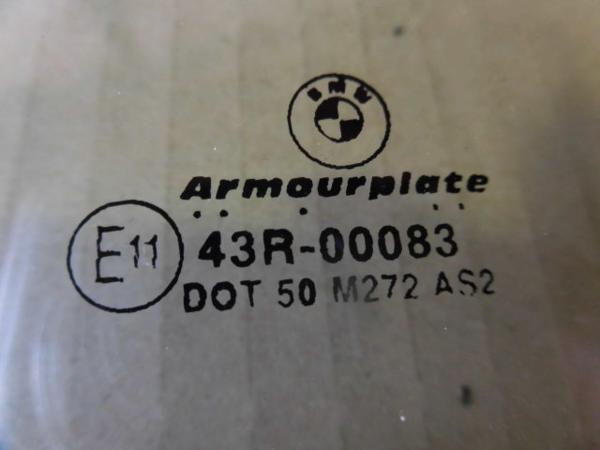 BMW
Armourplate
E11 43R-00083
DOT 50 M272 AS2